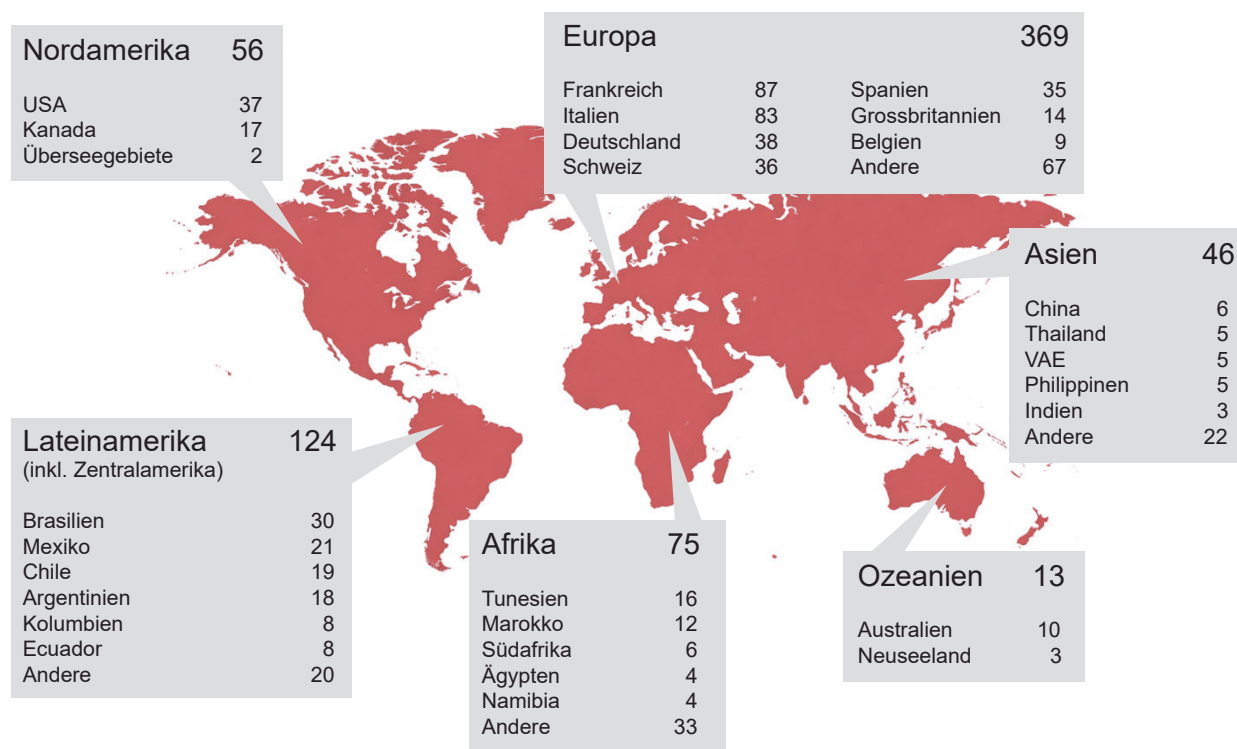 Nordamerika 56
USA 37
Kanada 17
Überseegebiete 2
Europa 369
Frankreich 87 Spanien 35
Italien 83 Grossbritannien 14
Deutschland 38 Belgien 9
Schweiz 36 Andere 67
Asien 46
China 6
Thailand 5
VAE 5
Philippinen 5
Indien 3
Andere 22
Lateinamerika 124
(inkl. Zentralamerika)
Brasilien 30
Mexiko 21
Chile 19
Argentinien 18
Kolumbien 8
Ecuador 8
Andere 20
Afrika 75
Tunesien 16
Marokko 12
Südafrika 6
Ägypten 4
Namibia 4
Andere 33
Ozeanien 13
Australien 10
Neuseeland 3